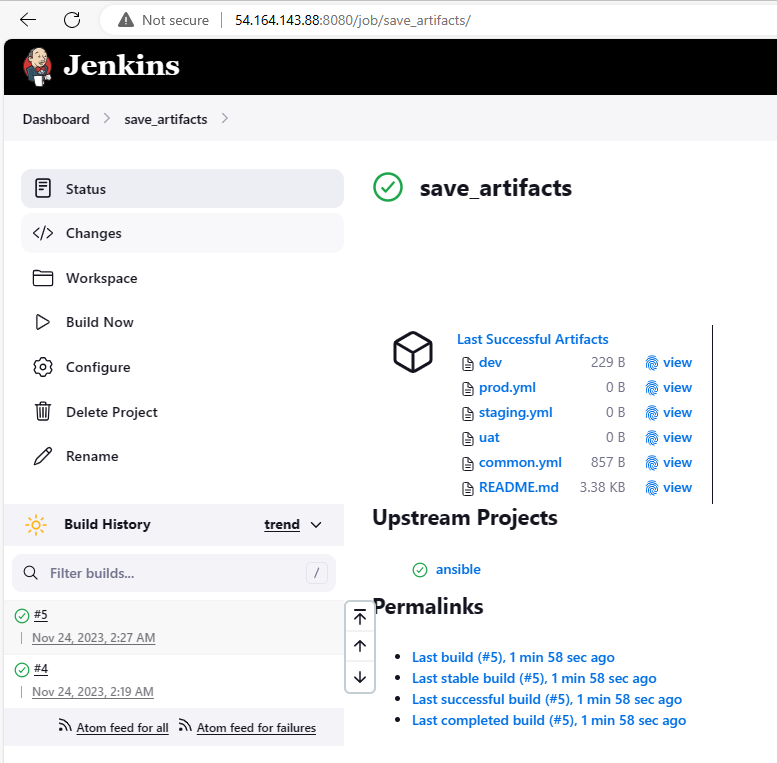 Not secure 54.164.143.88:8080/job/save_artifacts/
Jenkins
Dashboard save_artifacts
Status
Changes
Workspace
Build Now
Configure
Delete Project
Rename
Build History trend
Filter builds... /
#5
Nov 24, 2023, 2:27 AM
#4
Nov 24, 2023, 2:19 AM
Atom feed for all Atom feed for failures
save_artifacts
Last Successful Artifacts
dev 229 B view
prod.yml 0 B view
staging.yml 0 B view
uat 0 B view
common.yml 857 B view
README.md 3.38 KB view
Upstream Projects
ansible
Permalinks
Last build (#5), 1 min 58 sec ago
Last stable build (#5), 1 min 58 sec ago
Last successful build (#5), 1 min 58 sec ago
Last completed build (#5), 1 min 58 sec ago